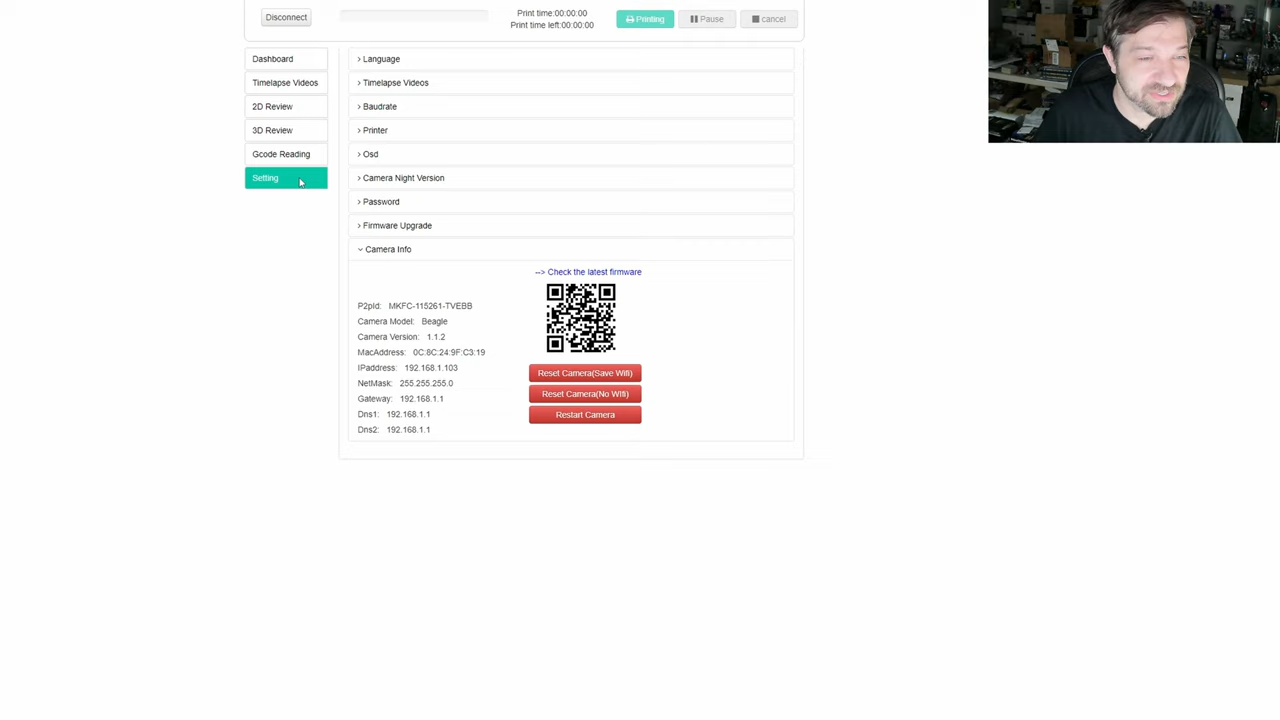 Disconnect
Print time:00:00:00
Print time left:00:00:00
Printing
Pause
cancel
Dashboard
Timelapse Videos
2D Review
3D Review
Gcode Reading
Setting
Language
Timelapse Videos
Baudrate
Printer
Osd
Camera Night Version
Password
Firmware Upgrade
Camera Info
--> Check the latest firmware
P2pId: MKFC-115261-TVEBB
Camera Model: Beagle
Camera Version: 1.1.2
MacAddress: 0C:8C:24:9F:C3:19
IPaddress: 192.168.1.103
NetMask: 255.255.255.0
Gateway: 192.168.1.1
Dns1: 192.168.1.1
Dns2: 192.168.1.1
Reset Camera(Save Wifi)
Reset Camera(No WIfi)
Restart Camera